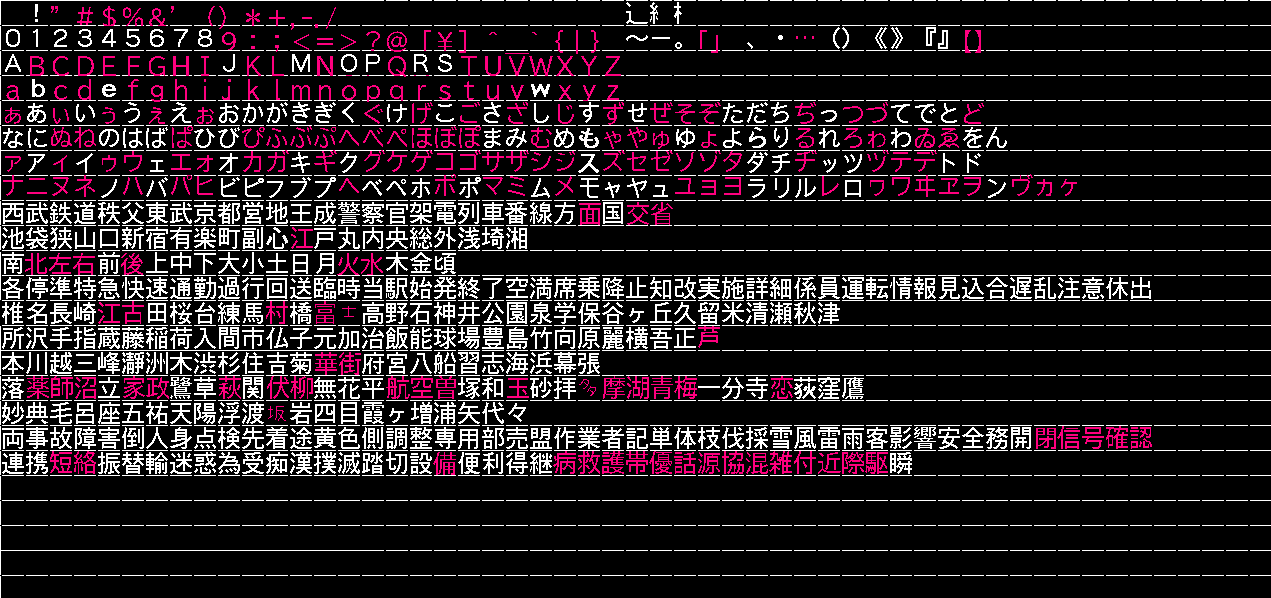 ！”＃＄％＆’（）＊＋，－．／ 辶糹扌
０１２３４５６７８９：；＜＝＞？＠［￥］＾＿｀｛｜｝ ～ー。「」、・…（）《》『』【】
ＡＢＣＤＥＦＧＨＩＪＫＬＭＮＯＰＱＲＳＴＵＶＷＸＹＺ
ａｂｃｄｅｆｇｈｉｊｋｌｍｎｏｐｑｒｓｔｕｖｗｘｙｚ
ぁあぃいぅうぇえぉおかがきぎくぐけげこごさざしじすずせぜそぞただちぢっつづてでとど
なにぬねのはばぱひびぴふぶぷへべぺほぼぽまみむめもゃやゅゆょよらりるれろゎわゐゑをん
ァアィイゥウェエォオカガキギクグケゲコゴサザシジスズセゼソゾタダチヂッツヅテデトド
ナニヌネノハバパヒビピフブプヘベペホボポマミムメモャヤュユョヨラリルレロヮワヰヱヲンヴヵヶ
西武鉄道秩父東武京都営地王成警察官架電列車番線方面国交省
池袋狭山口新宿有楽町副心江戸丸内央総外浅埼湘
南北左右前後上中下大小土日月火水木金頃
各停準特急快速通勤過行回送臨時当駅始発終了空満席乗降止知改実施詳細係員運転情報見込合遅乱注意休出
椎名長崎江古田桜台練馬村橋富士高野石神井公園泉学保谷ヶ丘久留米清瀬秋津
所沢手指蔵藤稲荷入間市仏子元加治飯能球場豊島竹向原麗横吾正芦
本川越三峰瀞洲木渋杉住吉菊華街府宮八船習志海浜幕張
落薬師沼立家政鷺草萩関伏柳無花平航空曽塚和玉砂拝多摩湖青梅一分寺恋荻窪鷹
妙典毛呂座五祐天陽浮渡坂岩四目霞ヶ増浦矢代々
両事故障害倒人身点検先着途黄色側調整専用部売盟作業者記単体枝伐採雪風雷雨客影響安全務開閉信号確認
連携短絡振替輸迷惑為受痴漢撲滅踏切設備便利得継病救護帯優話源協混雑付近際駆瞬